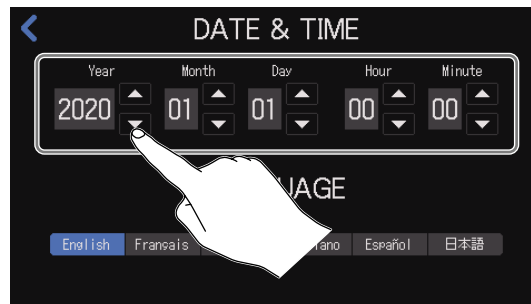 DATE & TIME
Year Month Day Hour Minute
2020 01 01 00 00
UAGE
English Français ano Español 日本語